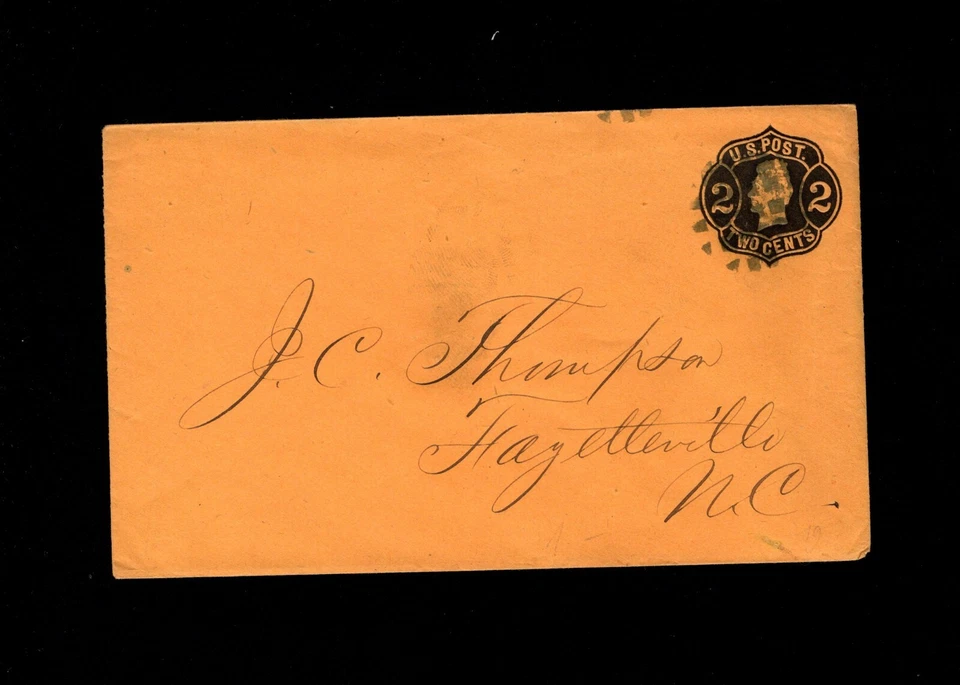 U.S. POST.
2 2
TWO CENTS
J. C. Thompson
Fayetteville
N.C.